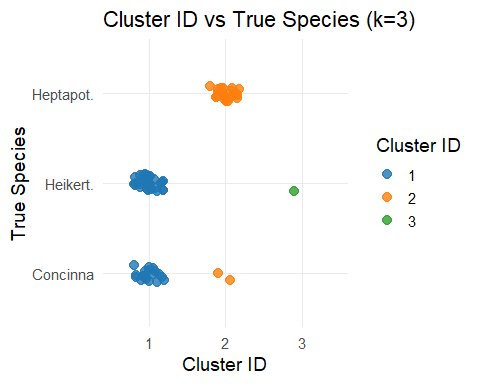 Cluster ID vs True Species (k=3)
True Species
Heptapot.
Heikert.
Concinna
1 2 3
Cluster ID
Cluster ID
1
2
3